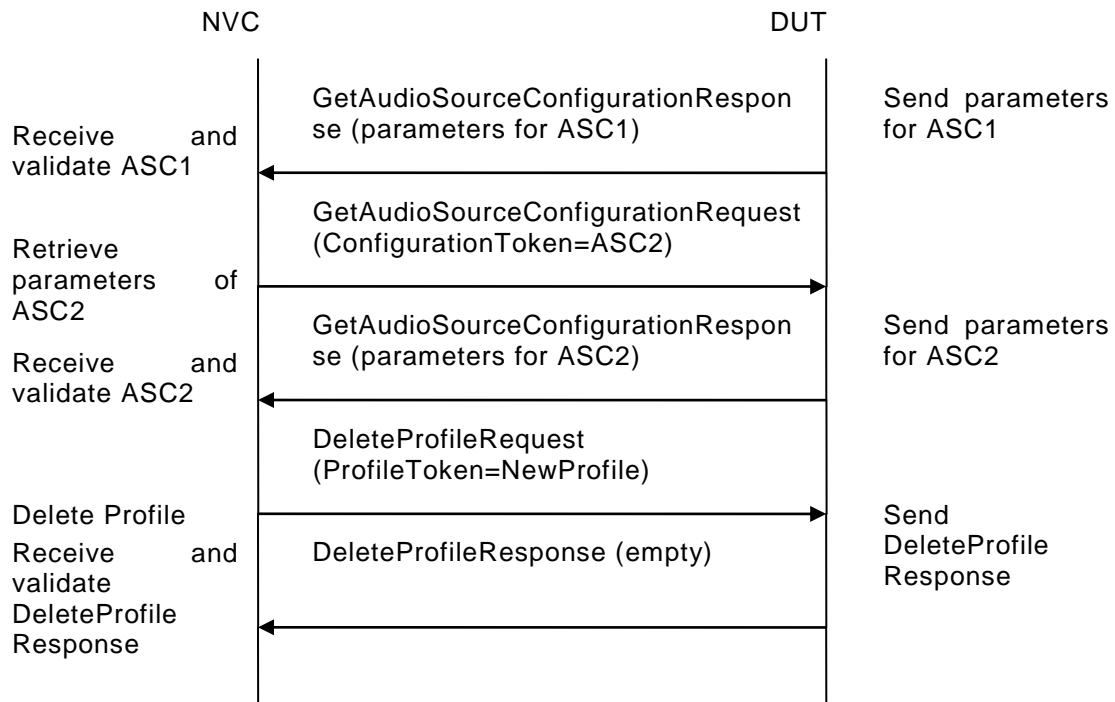 NVC
DUT
GetAudioSourceConfigurationRespon
se (parameters for ASC1)
Send parameters
for ASC1
Receive and
validate ASC1
GetAudioSourceConfigurationRequest
(ConfigurationToken=ASC2)
Retrieve
parameters of
ASC2
GetAudioSourceConfigurationRespon
se (parameters for ASC2)
Send parameters
for ASC2
Receive and
validate ASC2
DeleteProfileRequest
(ProfileToken=NewProfile)
Delete Profile
Send
DeleteProfile
Response
Receive and
validate
DeleteProfile
Response
DeleteProfileResponse (empty)